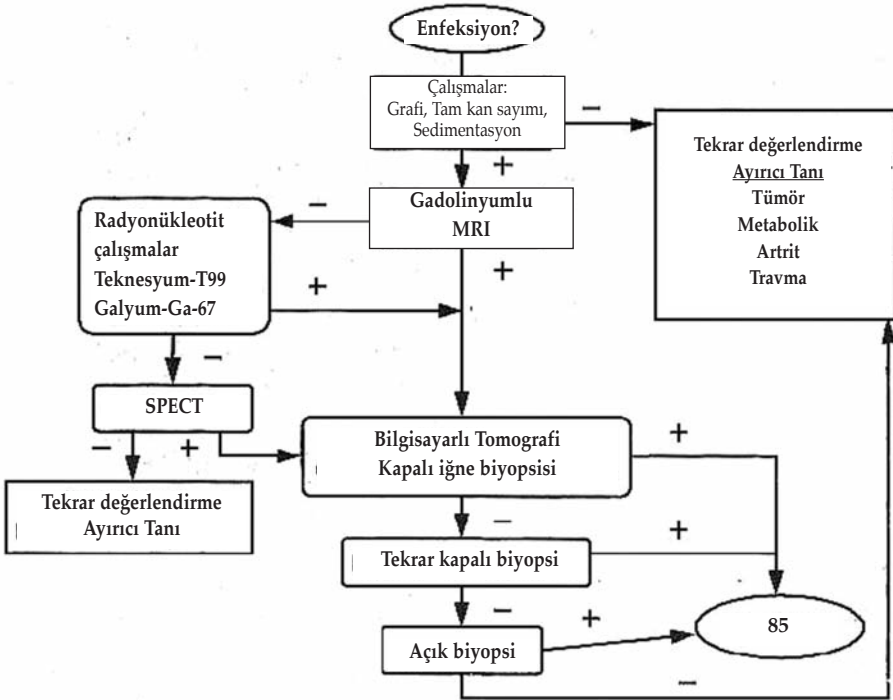 Enfeksiyon?
Çalışmalar:
Grafi, Tam kan sayımı,
Sedimentasyon
−
+
Tekrar değerlendirme
Ayırıcı Tanı
Tümör
Metabolik
Artrit
Travma
Gadolinyumlu
MRI
−
+
Radyonükleotit
çalışmalar
Teknesyum-T99
Galyum-Ga-67
+
−
SPECT
−
+
Tekrar değerlendirme
Ayırıcı Tanı
Bilgisayarlı Tomografi
Kapalı iğne biyopsisi
+
−
Tekrar kapalı biyopsi
+
−
Açık biyopsi
+
−
85